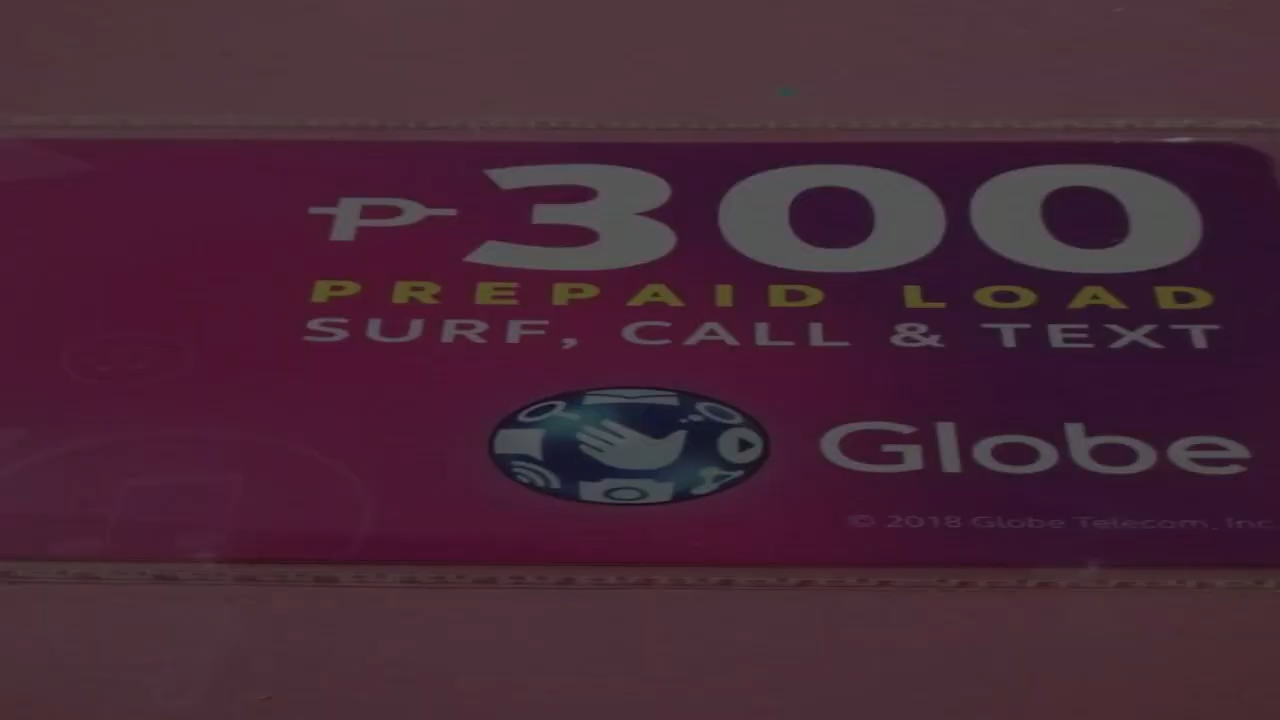 ₱300
PREPAID LOAD
SURF, CALL & TEXT
Globe
© 2018 Globe Telecom, Inc.